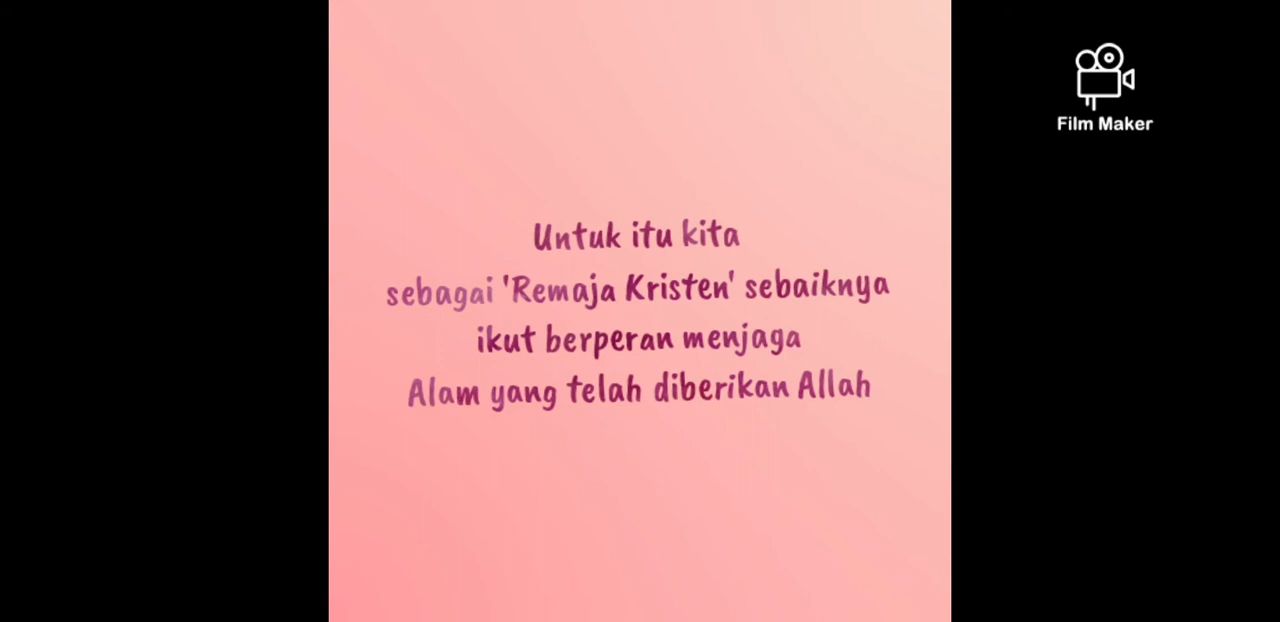 Film Maker
Untuk itu kita
sebagai 'Remaja Kristen' sebaiknya
ikut berperan menjaga
Alam yang telah diberikan Allah